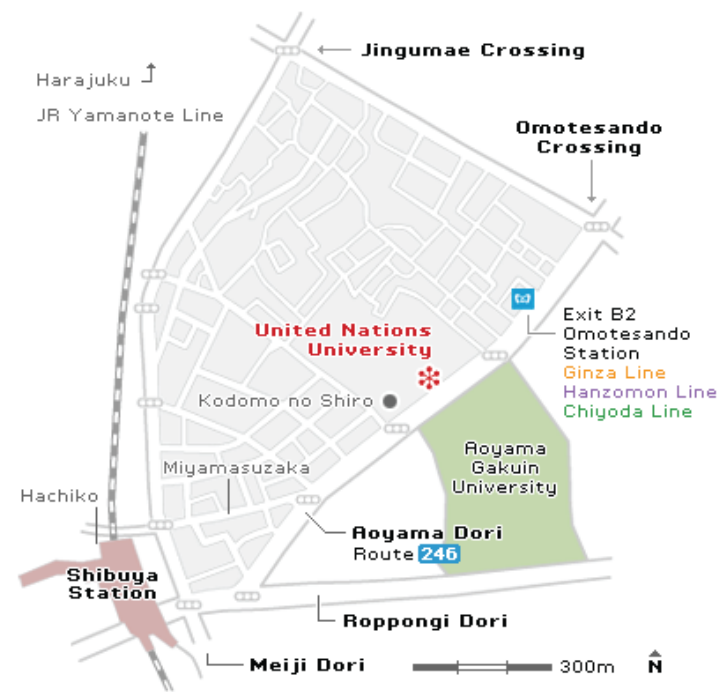 Jingumae Crossing
Harajuku
JR Yamanote Line
Omotesando
Crossing
Exit B2
Omotesando
Station
Ginza Line
Hanzomon Line
Chiyoda Line
United Nations
University
Kodomo no Shiro
Aoyama
Gakuin
University
Miyamasuzaka
Hachiko
Aoyama Dori
Route 246
Shibuya
Station
Roppongi Dori
Meiji Dori
300m
N